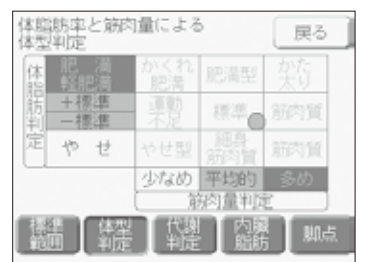 体脂肪率と筋肉量による
体型判定
戻る
体脂肪判定
肥満
軽肥満
かくれ
肥満
肥満型
かた
太り
＋標準
－標準
運動
不足
標準
筋肉質
やせ
やせ型
細身
筋肉質
筋肉質
少なめ
平均的
多め
筋肉量判定
標準
範囲
体型
判定
代謝
判定
内臓
脂肪
脚点